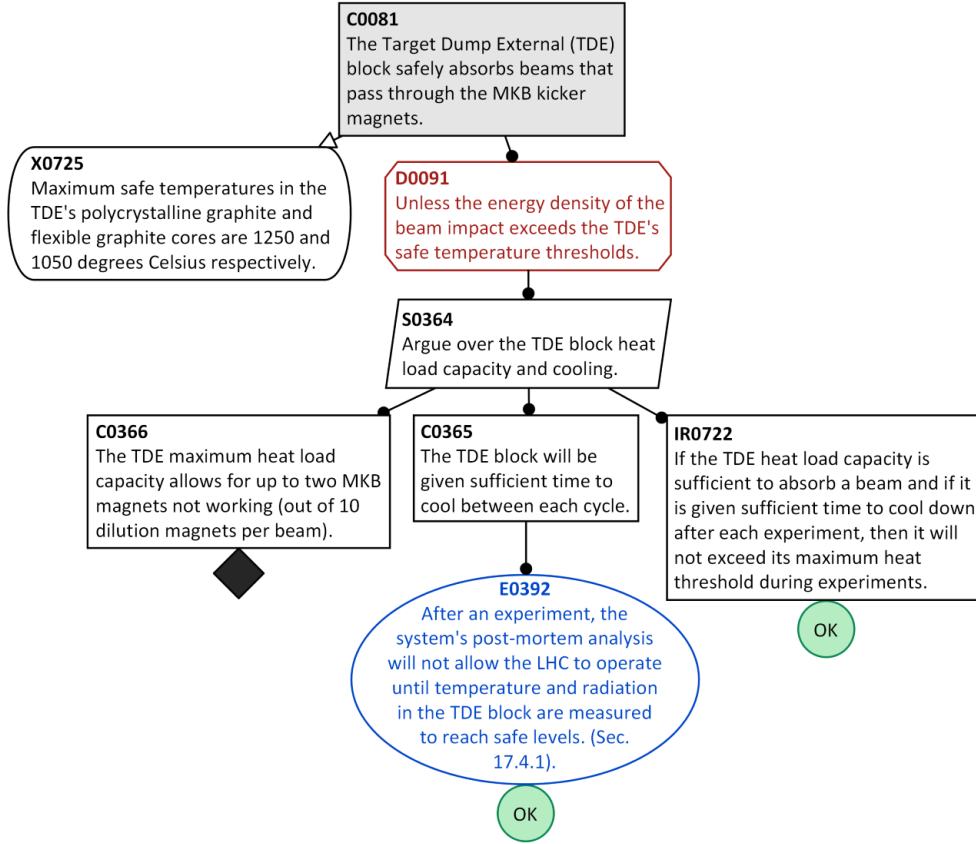 C0081
The Target Dump External (TDE)
block safely absorbs beams that
pass through the MKB kicker
magnets.
X0725
Maximum safe temperatures in the
TDE's polycrystalline graphite and
flexible graphite cores are 1250 and
1050 degrees Celsius respectively.
D0091
Unless the energy density of the
beam impact exceeds the TDE's
safe temperature thresholds.
S0364
Argue over the TDE block heat
load capacity and cooling.
C0366
The TDE maximum heat load
capacity allows for up to two MKB
magnets not working (out of 10
dilution magnets per beam).
C0365
The TDE block will be
given sufficient time to
cool between each cycle.
IR0722
If the TDE heat load capacity is
sufficient to absorb a beam and if it
is given sufficient time to cool down
after each experiment, then it will
not exceed its maximum heat
threshold during experiments.
OK
E0392
After an experiment, the
system's post-mortem analysis
will not allow the LHC to operate
until temperature and radiation
in the TDE block are measured
to reach safe levels. (Sec.
17.4.1).
OK